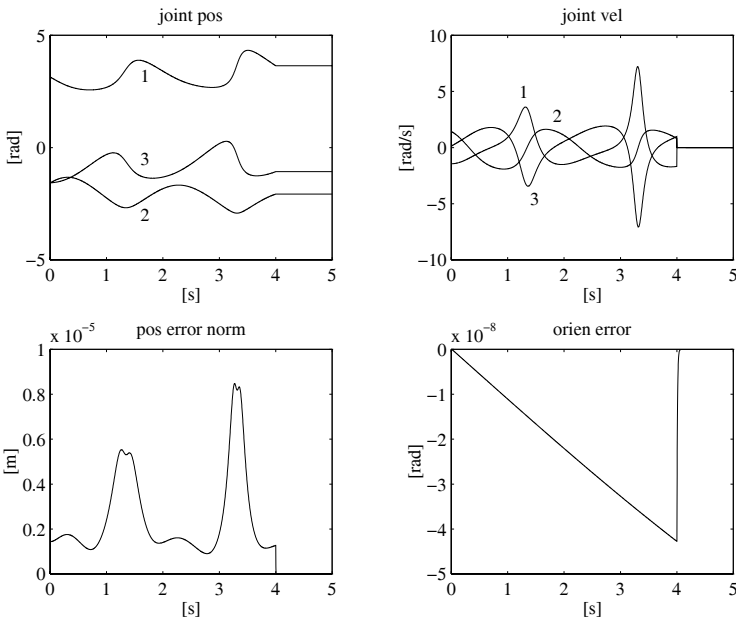 joint pos
5
0
−5
[rad]
1
3
2
0 1 2 3 4 5
[s]
joint vel
10
5
0
−5
−10
[rad/s]
1
2
3
0 1 2 3 4 5
[s]
x 10−5
pos error norm
1
0.8
0.6
0.4
0.2
0
[m]
0 1 2 3 4 5
[s]
x 10−8
orien error
0
−1
−2
−3
−4
−5
[rad]
0 1 2 3 4 5
[s]